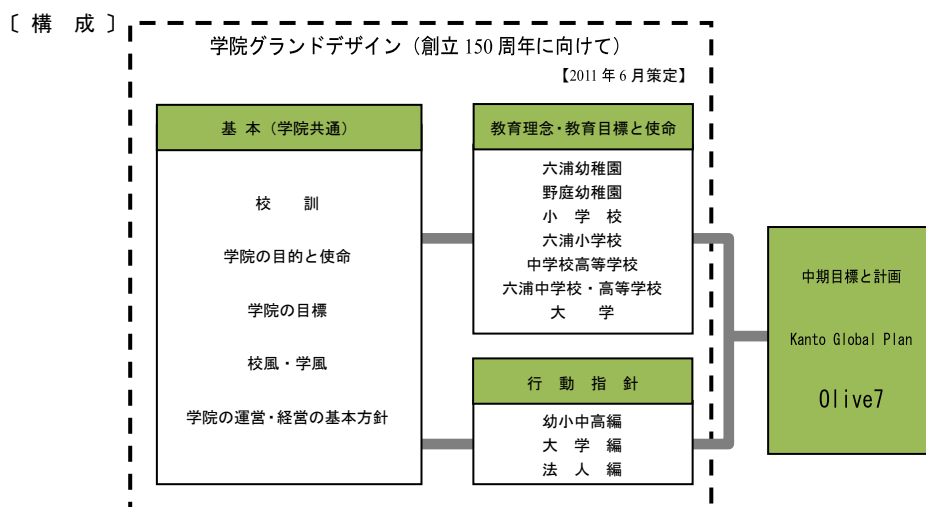 〔 構　成 〕
学院グランドデザイン（創立 150 周年に向けて）
【2011 年 6 月策定】
基 本（学院共通）
校　　訓
学院の目的と使命
学院の目標
校風・学風
学院の運営・経営の基本方針
教育理念・教育目標と使命
六浦幼稚園
野庭幼稚園
小　学　校
六浦小学校
中学校高等学校
六浦中学校・高等学校
大　　学
行　動　指　針
幼小中高編
大　学　編
法　人　編
中期目標と計画
Kanto Global Plan
Olive7